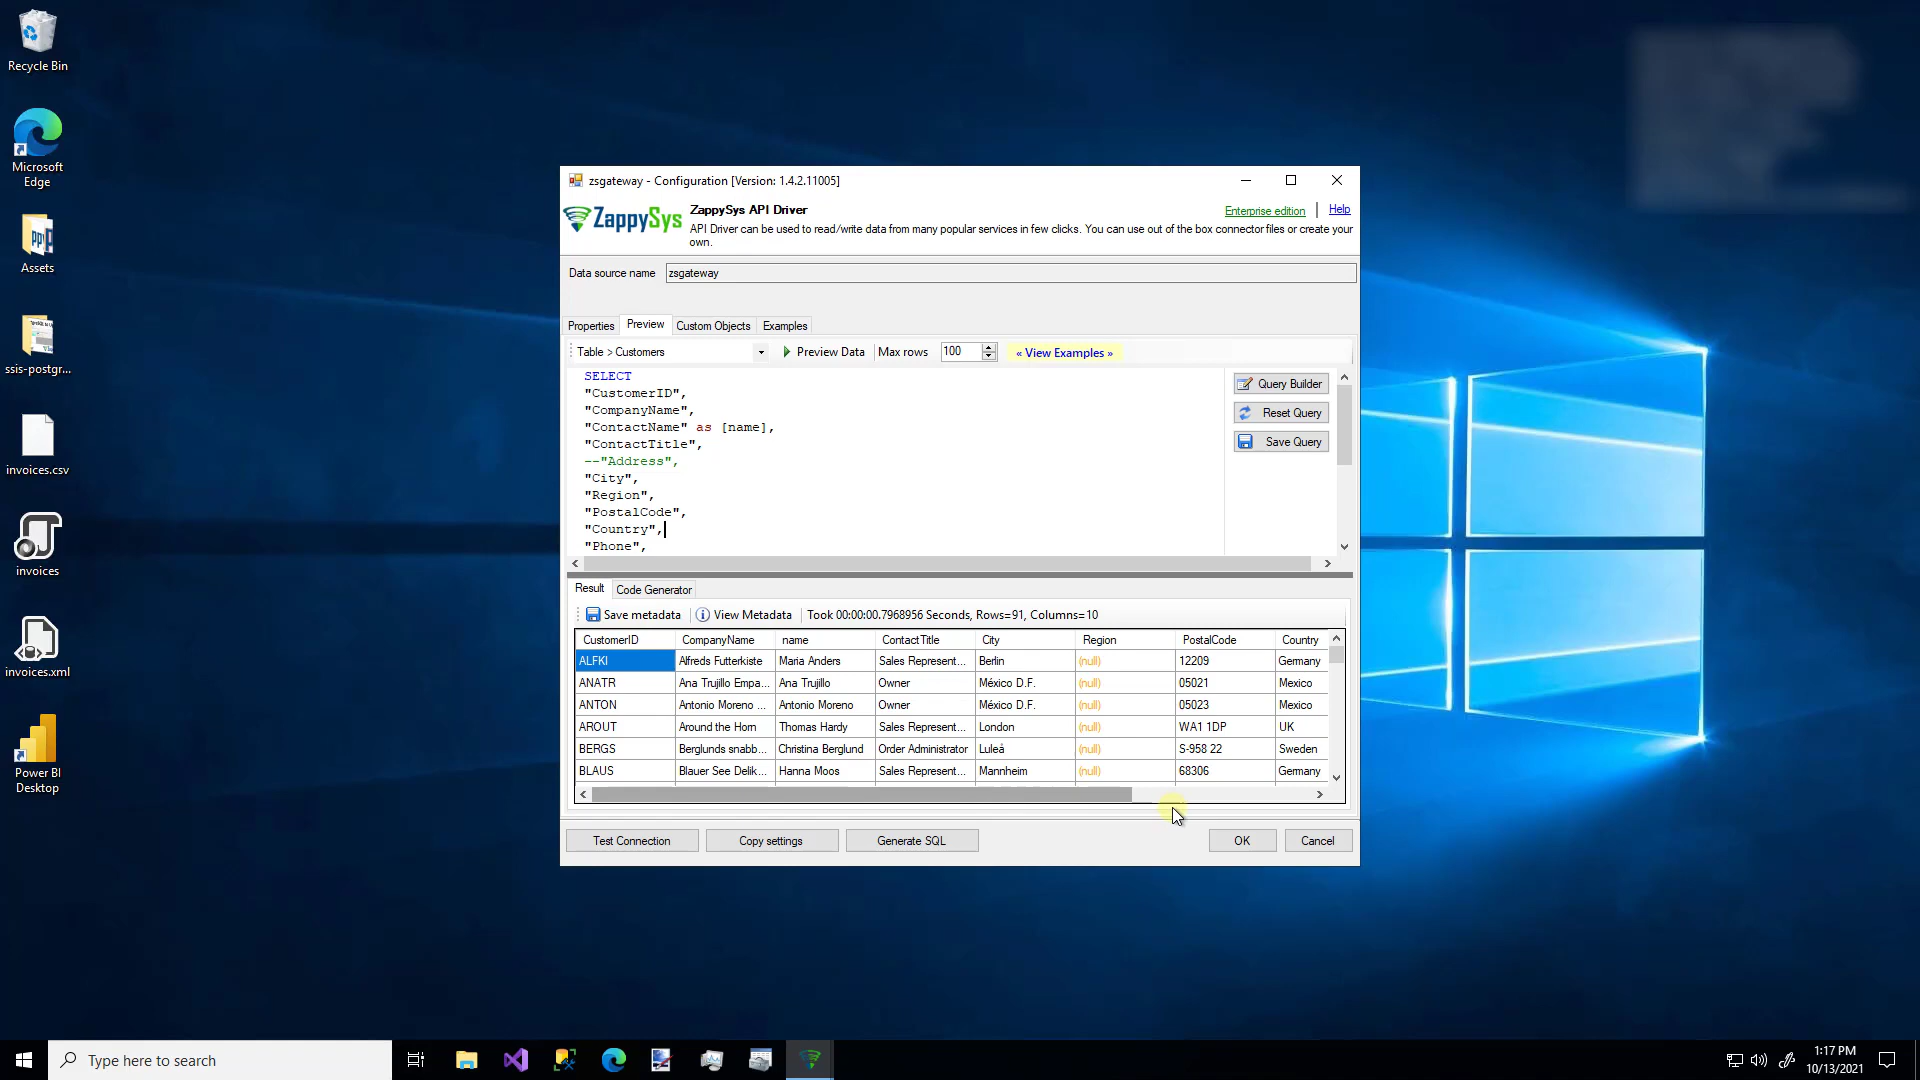 Recycle Bin
Microsoft
Edge
Assets
ssis-postgr...
invoices.csv
invoices
invoices.xml
Power BI
Desktop
zsgateway - Configuration [Version: 1.4.2.11005]
ZappySys
ZappySys API Driver
API Driver can be used to read/write data from many popular services in few clicks. You can use out of the box connector files or create your
own.
Enterprise edition | Help
Data source name zsgateway
Properties Preview Custom Objects Examples
Table > Customers Preview Data Max rows 100 « View Examples »
SELECT
"CustomerID",
"CompanyName",
"ContactName" as [name],
"ContactTitle",
--"Address",
"City",
"Region",
"PostalCode",
"Country",
"Phone",
Query Builder
Reset Query
Save Query
Result Code Generator
Save metadata View Metadata Took 00:00:00.7968956 Seconds, Rows=91, Columns=10
CustomerID CompanyName name ContactTitle City Region PostalCode Country
ALFKI Alfreds Futterkiste Maria Anders Sales Represent... Berlin (null) 12209 Germany
ANATR Ana Trujillo Empa... Ana Trujillo Owner México D.F. (null) 05021 Mexico
ANTON Antonio Moreno ... Antonio Moreno Owner México D.F. (null) 05023 Mexico
AROUT Around the Horn Thomas Hardy Sales Represent... London (null) WA1 1DP UK
BERGS Berglunds snabb... Christina Berglund Order Administrator Luleå (null) S-958 22 Sweden
BLAUS Blauer See Delik... Hanna Moos Sales Represent... Mannheim (null) 68306 Germany
Test Connection Copy settings Generate SQL OK Cancel
Type here to search
1:17 PM
10/13/2021